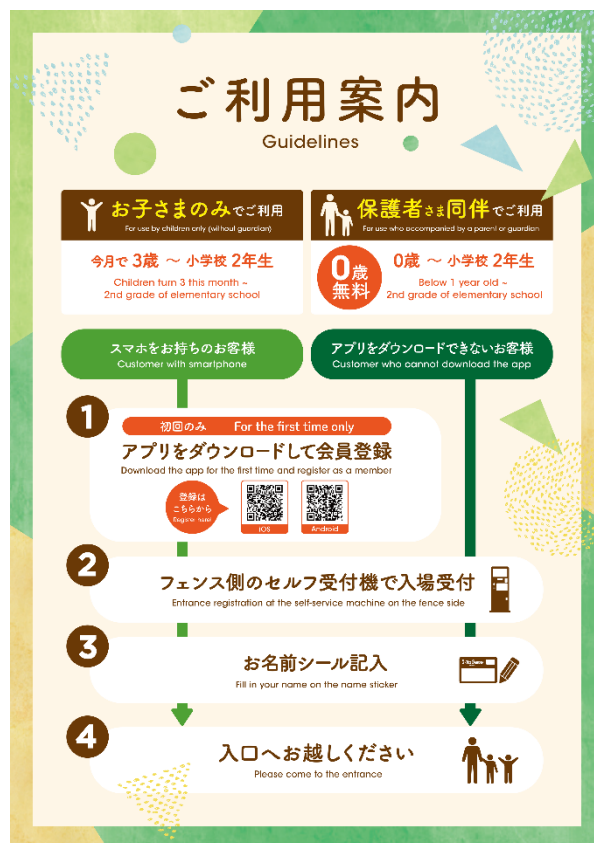 ご利用案内
Guidelines
お子さまのみでご利用
For use by children only (without guardian)
今月で 3歳 ～ 小学校 2年生
Children turn 3 this month ~
2nd grade of elementary school
保護者さま同伴でご利用
For use who accompanied by a parent or guardian
0歳
無料
0歳 ～ 小学校 2年生
Below 1 year old ~
2nd grade of elementary school
スマホをお持ちのお客様
Customer with smartphone
アプリをダウンロードできないお客様
Customer who cannot download the app
1
初回のみ For the first time only
アプリをダウンロードして会員登録
Download the app for the first time and register as a member
登録は
こちらから
Register here
iOS
Android
2
フェンス側のセルフ受付機で入場受付
Entrance registration at the self-service machine on the fence side
3
お名前シール記入
Fill in your name on the name sticker
4
入口へお越しください
Please come to the entrance